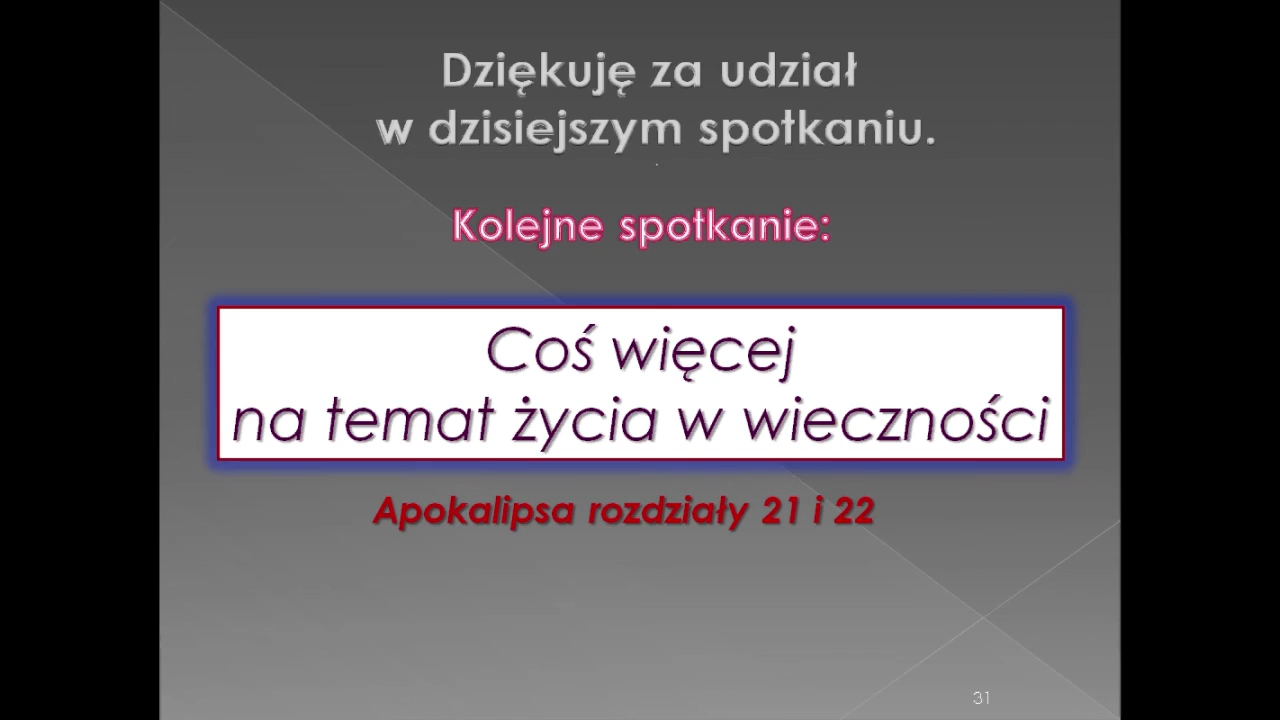 Dziękuję za udział
w dzisiejszym spotkaniu.
.
Kolejne spotkanie:
Coś więcej
na temat życia w wieczności
Apokalipsa rozdziały 21 i 22
31